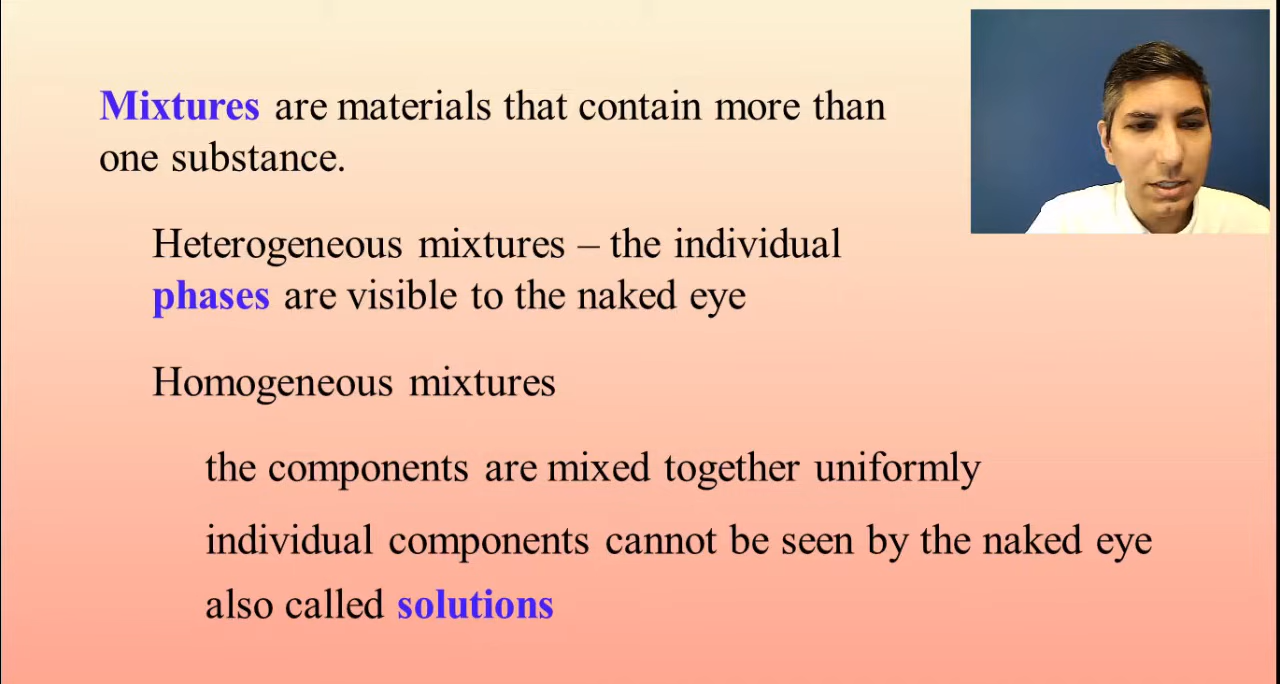 Mixtures are materials that contain more than
one substance.
Heterogeneous mixtures – the individual
phases are visible to the naked eye
Homogeneous mixtures
the components are mixed together uniformly
individual components cannot be seen by the naked eye
also called solutions